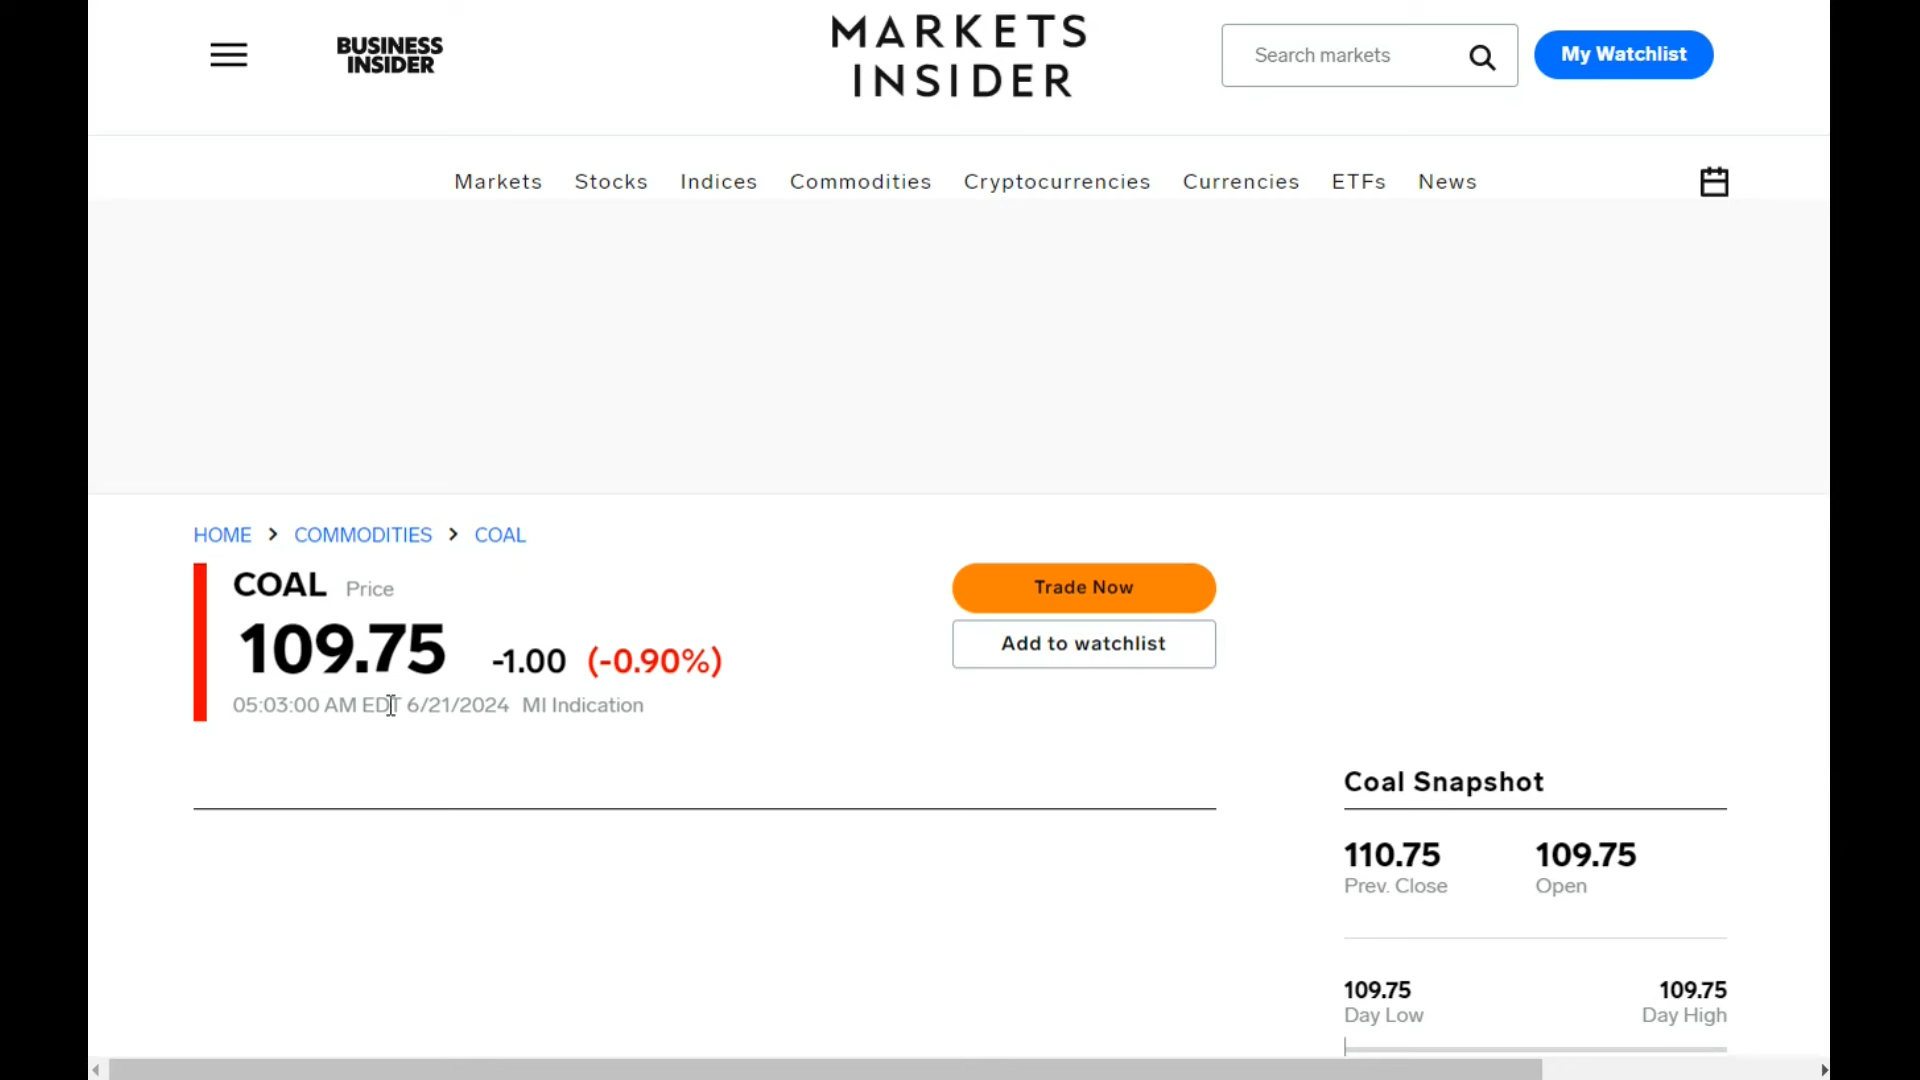 BUSINESS
INSIDER
MARKETS
INSIDER
Search markets
My Watchlist
Markets Stocks Indices Commodities Cryptocurrencies Currencies ETFs News
HOME > COMMODITIES > COAL
COAL Price
109.75 -1.00 (-0.90%)
05:03:00 AM EDT 6/21/2024 MI Indication
Trade Now
Add to watchlist
Coal Snapshot
110.75 109.75
Prev. Close Open
109.75 109.75
Day Low Day High